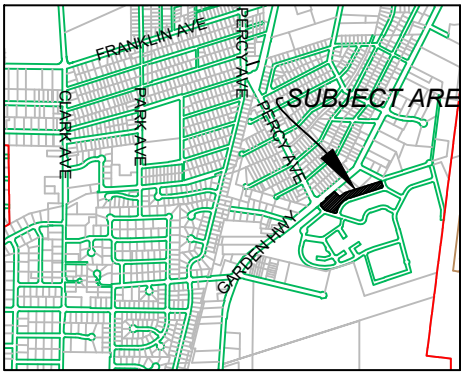 FRANKLIN AVE
PERCY AVE
CLARK AVE
PARK AVE
SUBJECT ARE
PERCY AVE
GARDEN HWY